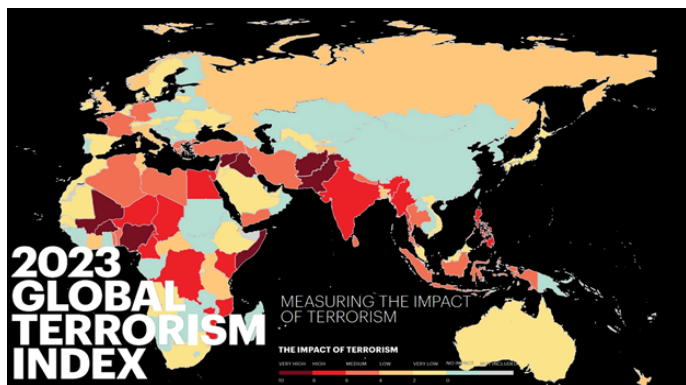 2023
GLOBAL
TERRORISM
INDEX
MEASURING THE IMPACT
OF TERRORISM
THE IMPACT OF TERRORISM
VERY HIGH HIGH MEDIUM LOW VERY LOW NO IMPACT
10 8 6 4 2 0